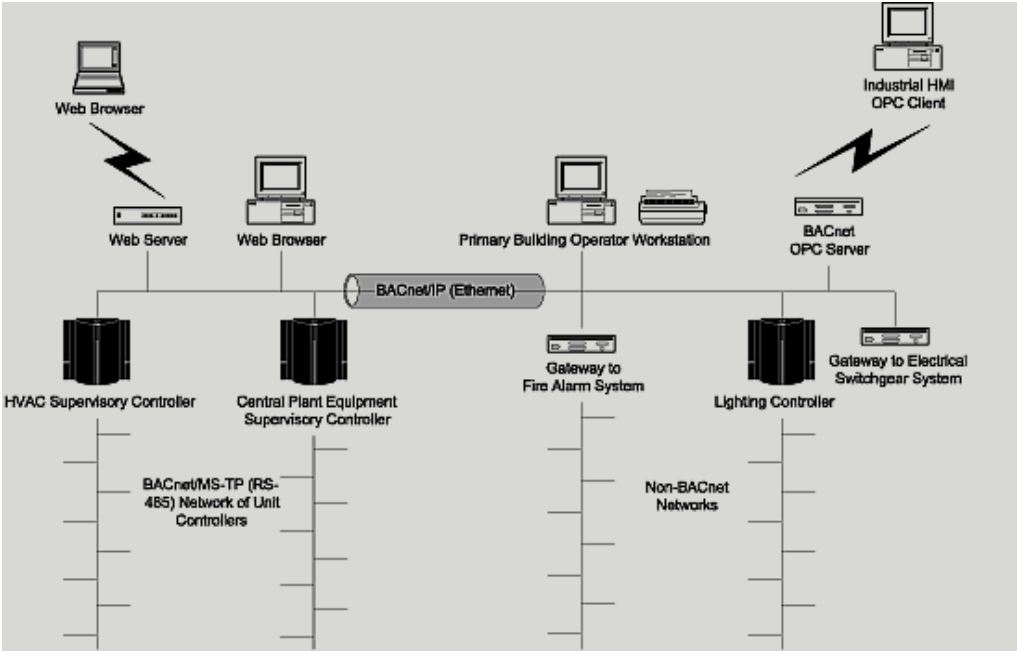 Industrial HMI
OPC Client
Web Browser
Web Server
Web Browser
Primary Building Operator Workstation
BACnet
OPC Server
BACnet/IP (Ethernet)
HVAC Supervisory Controller
Central Plant Equipment
Supervisory Controller
Gateway to
Fire Alarm System
Lighting Controller
Gateway to Electrical
Switchgear System
BACnet/MS-TP (RS-
485) Network of Unit
Controllers
Non-BACnet
Networks